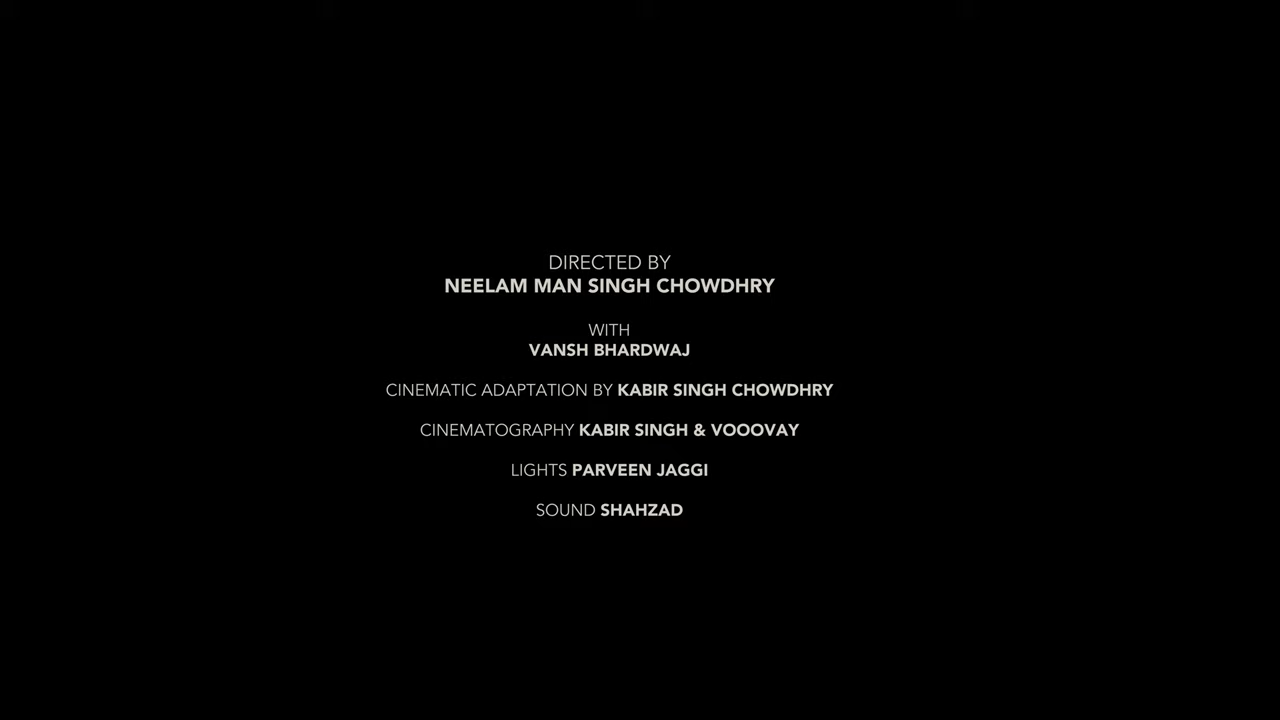 DIRECTED BY
NEELAM MAN SINGH CHOWDHRY
WITH
VANSH BHARDWAJ
CINEMATIC ADAPTATION BY KABIR SINGH CHOWDHRY
CINEMATOGRAPHY KABIR SINGH & VOOOVAY
LIGHTS PARVEEN JAGGI
SOUND SHAHZAD